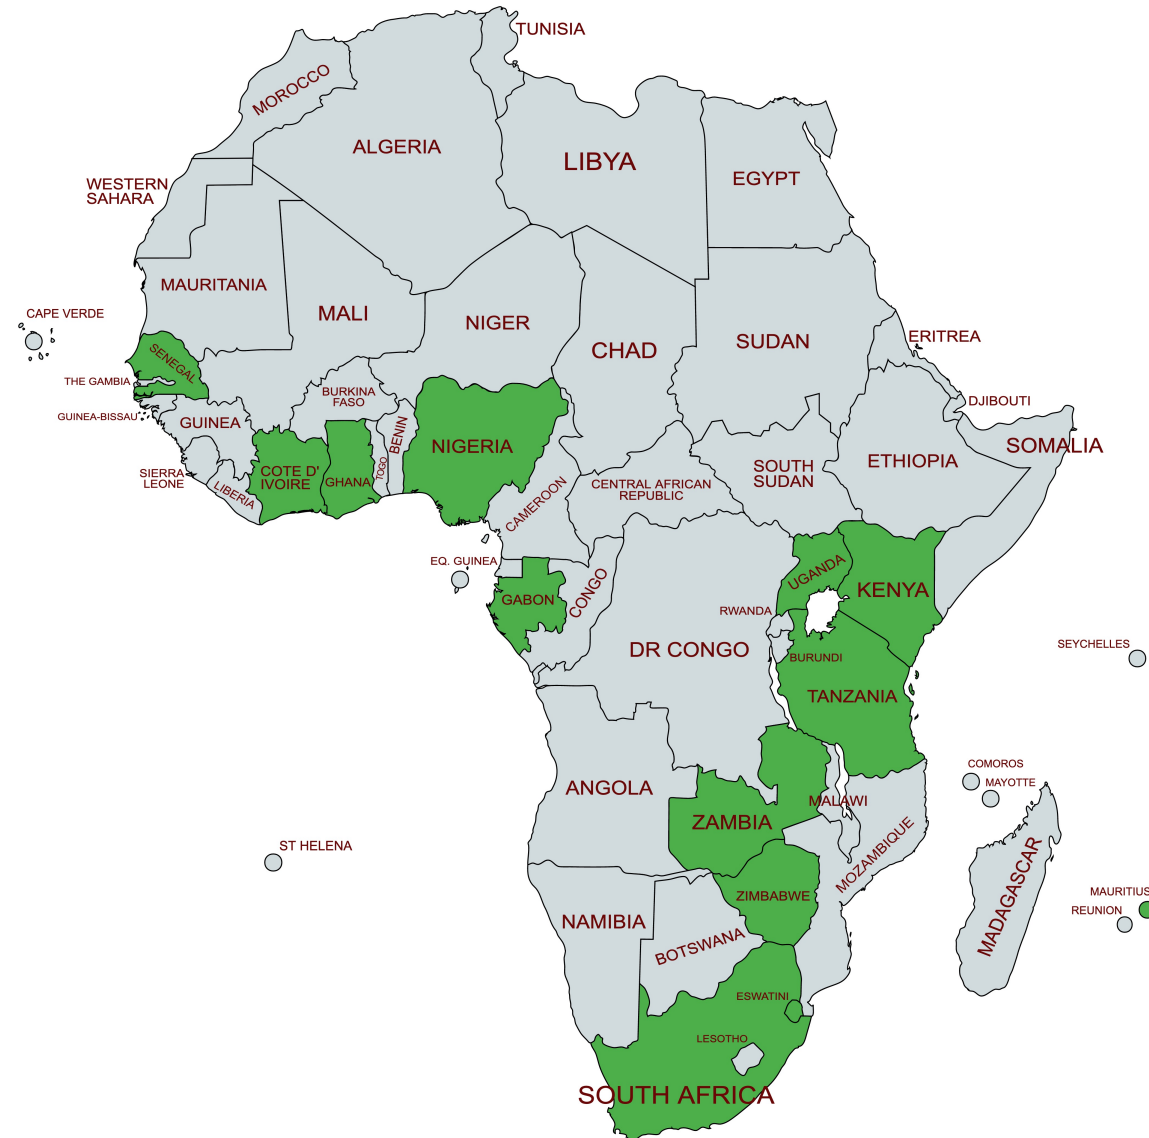 TUNISIA
MOROCCO
ALGERIA
LIBYA
EGYPT
WESTERN
SAHARA
MAURITANIA
MALI
NIGER
CHAD
SUDAN
ERITREA
CAPE VERDE
SENEGAL
THE GAMBIA
GUINEA-BISSAU
GUINEA
SIERRA
LEONE
LIBERIA
COTE D'
IVOIRE
BURKINA
FASO
GHANA
TOGO
BENIN
NIGERIA
CAMEROON
CENTRAL AFRICAN
REPUBLIC
SOUTH
SUDAN
ETHIOPIA
DJIBOUTI
SOMALIA
EQ. GUINEA
GABON
CONGO
DR CONGO
UGANDA
KENYA
RWANDA
BURUNDI
TANZANIA
SEYCHELLES
COMOROS
MAYOTTE
ANGOLA
ZAMBIA
MALAWI
MOZAMBIQUE
MADAGASCAR
MAURITIUS
REUNION
ST HELENA
NAMIBIA
BOTSWANA
ZIMBABWE
ESWATINI
LESOTHO
SOUTH AFRICA